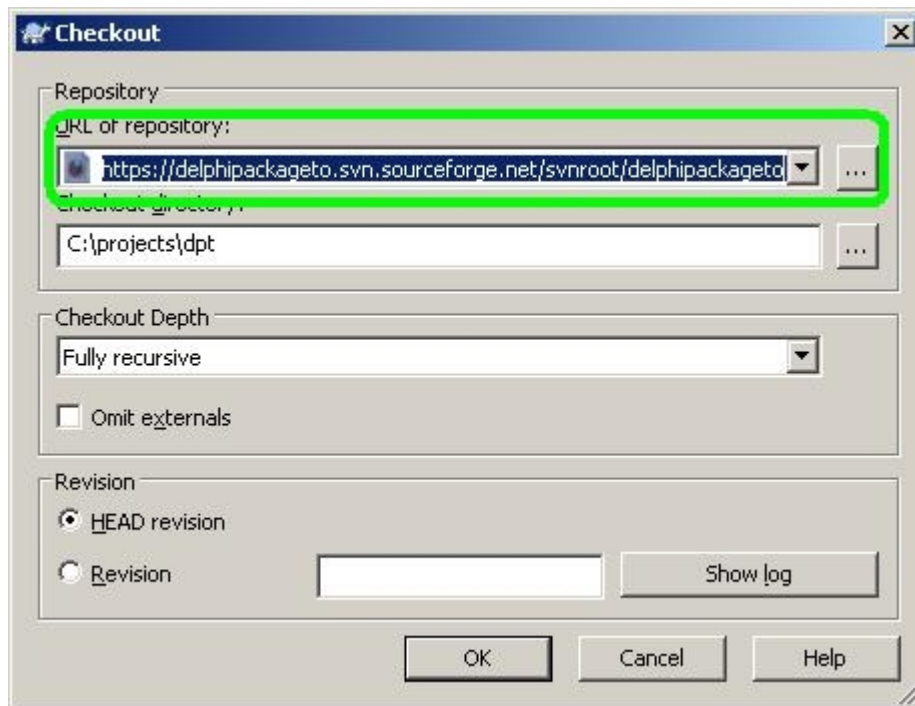 Checkout
Repository
URL of repository:
https://delphipackageto.svn.sourceforge.net/svnroot/delphipackageto
...
Checkout directory:
C:\projects\dpt
...
Checkout Depth
Fully recursive
Omit externals
Revision
HEAD revision
Revision
Show log
OK Cancel Help